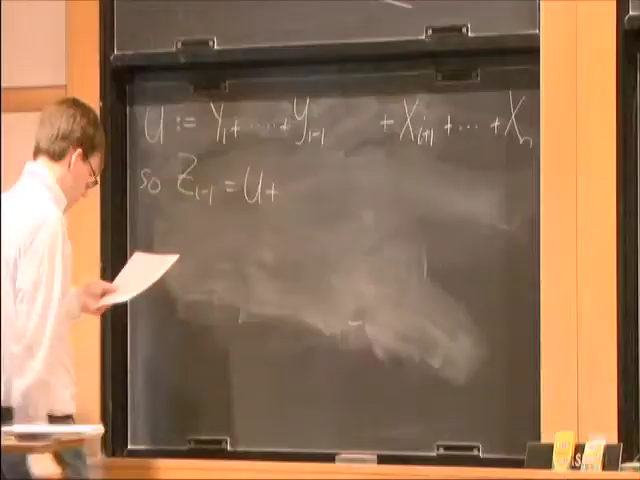 U := Y₁ + ..... + Y_{i-1} + X_{i+1} + ... + X_n
so Z_{i-1} = U +